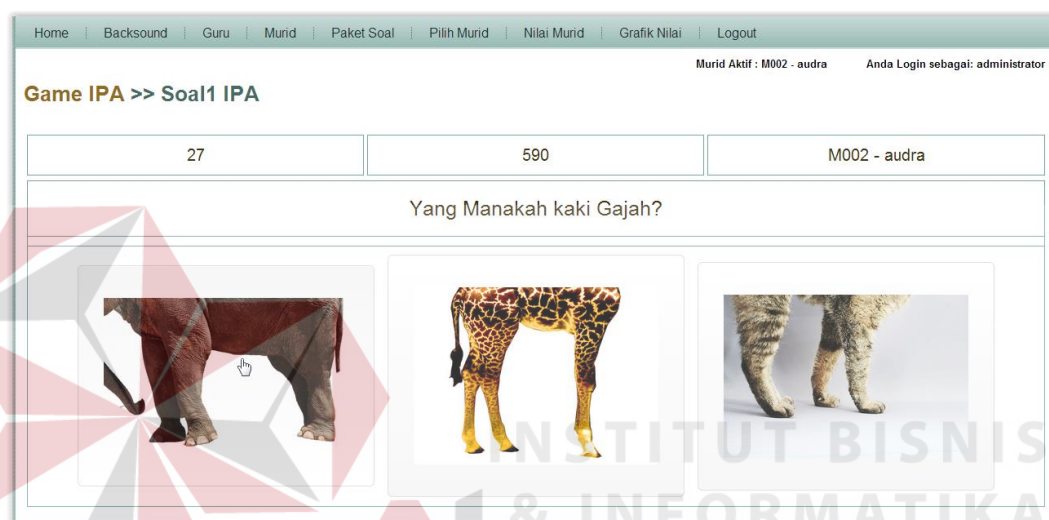 Home Backsound Guru Murid Paket Soal Pilih Murid Nilai Murid Grafik Nilai Logout
Murid Aktif : M002 - audra Anda Login sebagai: administrator
Game IPA >> Soal1 IPA
27 590 M002 - audra
Yang Manakah kaki Gajah?
INSTITUT BISNIS
& INFORMATIKA